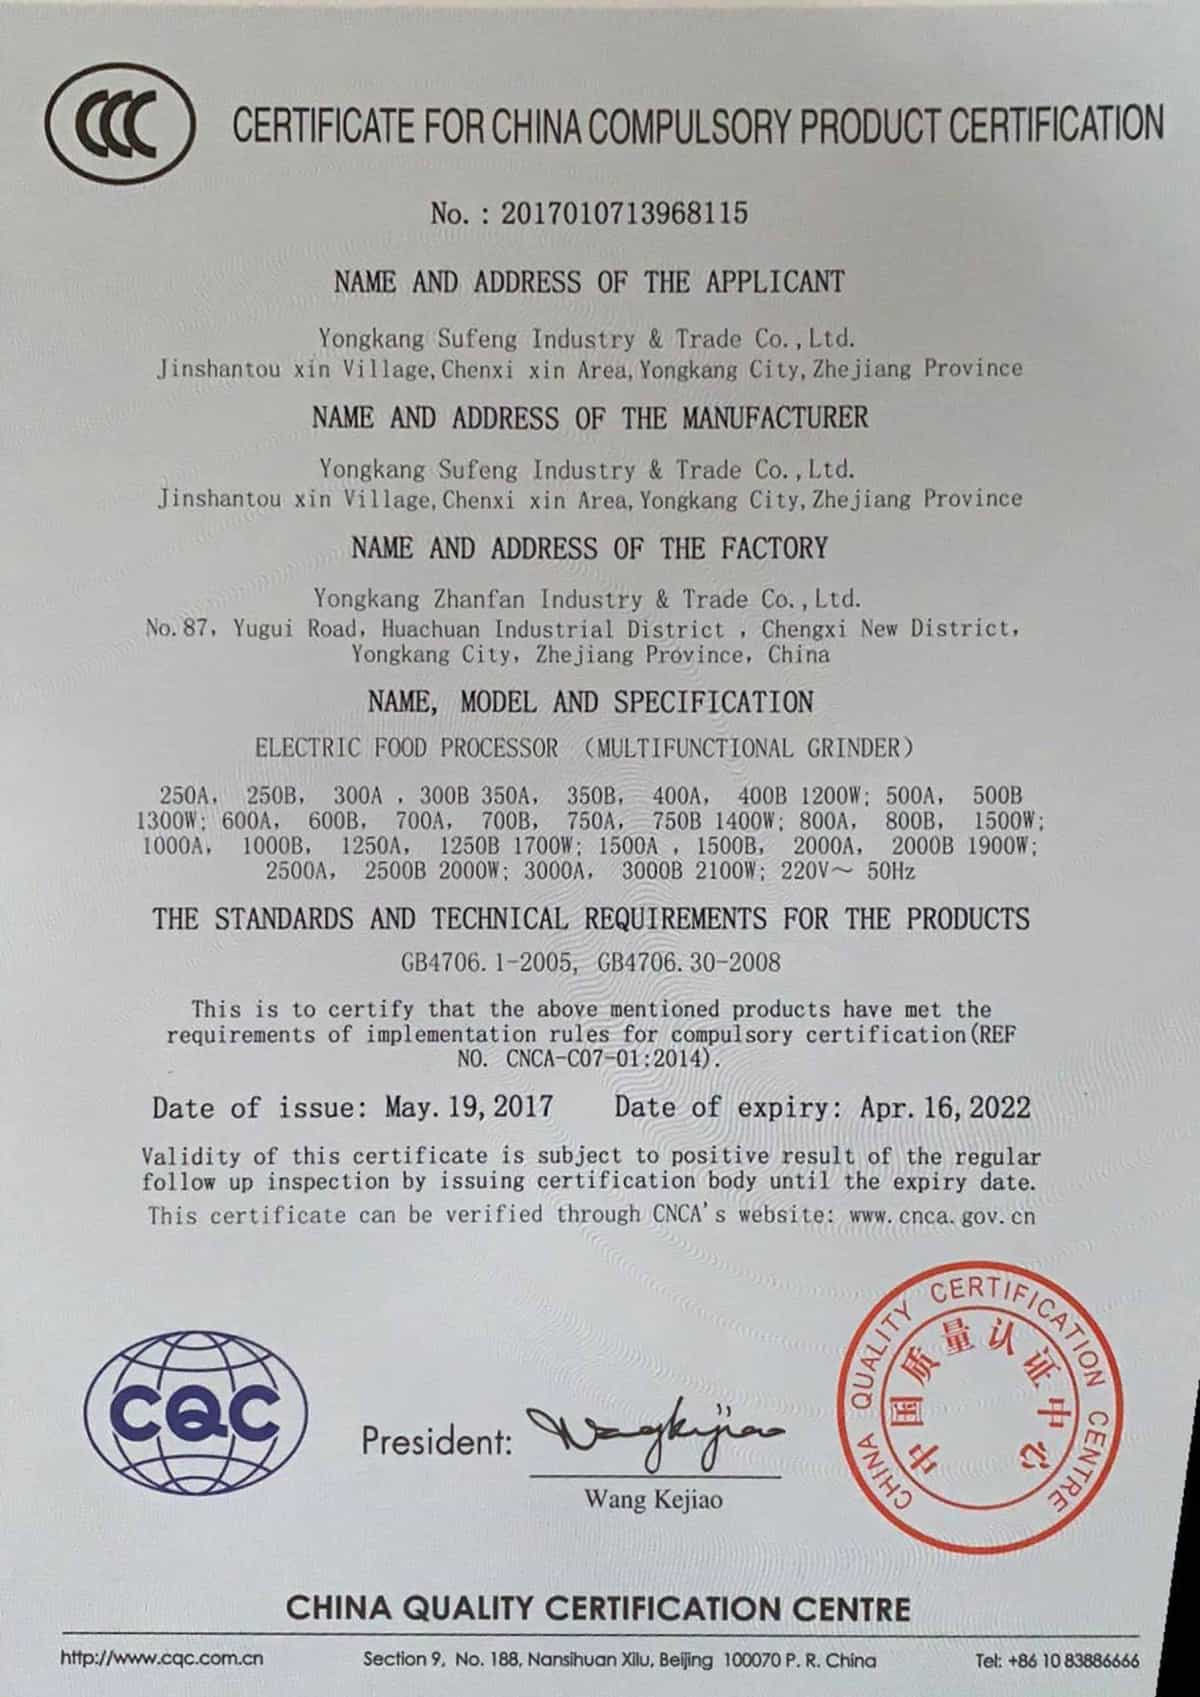 CCC
CERTIFICATE FOR CHINA COMPULSORY PRODUCT CERTIFICATION
No. : 2017010713968115
NAME AND ADDRESS OF THE APPLICANT
Yongkang Sufeng Industry & Trade Co.,Ltd.
Jinshantou xin Village,Chenxi xin Area,Yongkang City,Zhejiang Province
NAME AND ADDRESS OF THE MANUFACTURER
Yongkang Sufeng Industry & Trade Co.,Ltd.
Jinshantou xin Village,Chenxi xin Area,Yongkang City,Zhejiang Province
NAME AND ADDRESS OF THE FACTORY
Yongkang Zhanfan Industry & Trade Co.,Ltd.
No.87, Yugui Road, Huachuan Industrial District , Chengxi New District,
Yongkang City, Zhejiang Province, China
NAME, MODEL AND SPECIFICATION
ELECTRIC FOOD PROCESSOR (MULTIFUNCTIONAL GRINDER)
250A, 250B, 300A , 300B 350A, 350B, 400A, 400B 1200W; 500A, 500B
1300W; 600A, 600B, 700A, 700B, 750A, 750B 1400W; 800A, 800B, 1500W;
1000A, 1000B, 1250A, 1250B 1700W; 1500A , 1500B, 2000A, 2000B 1900W;
2500A, 2500B 2000W; 3000A, 3000B 2100W; 220V～ 50Hz
THE STANDARDS AND TECHNICAL REQUIREMENTS FOR THE PRODUCTS
GB4706.1-2005, GB4706.30-2008
This is to certify that the above mentioned products have met the
requirements of implementation rules for compulsory certification(REF
NO. CNCA-C07-01:2014).
Date of issue: May.19,2017 Date of expiry: Apr.16,2022
Validity of this certificate is subject to positive result of the regular
follow up inspection by issuing certification body until the expiry date.
This certificate can be verified through CNCA's website: www.cnca.gov.cn
CQC
President: Wangkejiao
Wang Kejiao
CHINA QUALITY CERTIFICATION CENTRE
中国质量认证中心
CHINA QUALITY CERTIFICATION CENTRE
http://www.cqc.com.cn Section 9, No. 188, Nansihuan Xilu, Beijing 100070 P. R. China Tel: +86 10 83886666